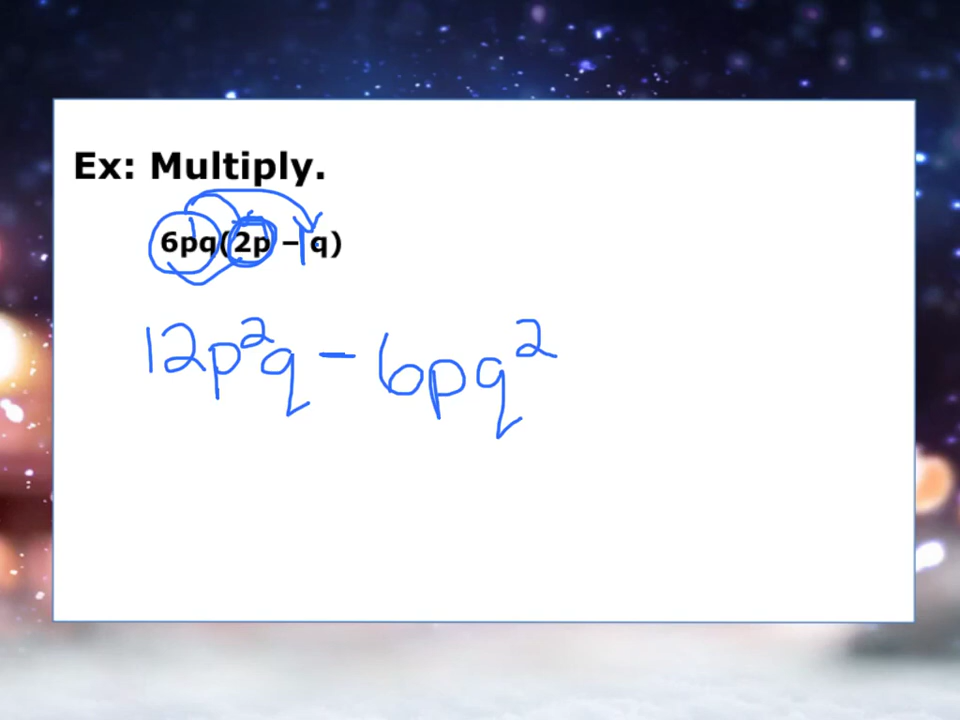 Ex: Multiply.
6pq(2p – q)
12p²q – 6pq²